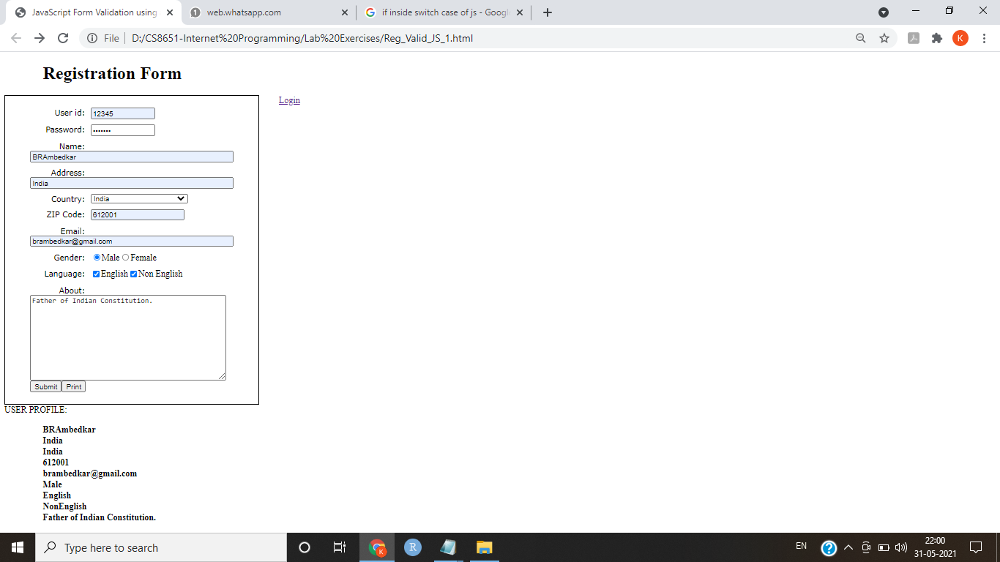 JavaScript Form Validation using
1 web.whatsapp.com
if inside switch case of js - Googl
File D:/CS8651-Internet%20Programming/Lab%20Exercises/Reg_Valid_JS_1.html K
Registration Form
Login
User id: 12345
Password: •••••••
Name:
BRAmbedkar
Address:
India
Country: India
ZIP Code: 612001
Email:
brambedkar@gmail.com
Gender: Male Female
Language: English Non English
About:
Father of Indian Constitution.
Submit Print
USER PROFILE:
BRAmbedkar
India
India
612001
brambedkar@gmail.com
Male
English
NonEnglish
Father of Indian Constitution.
Type here to search K R EN ? 22:00
31-05-2021